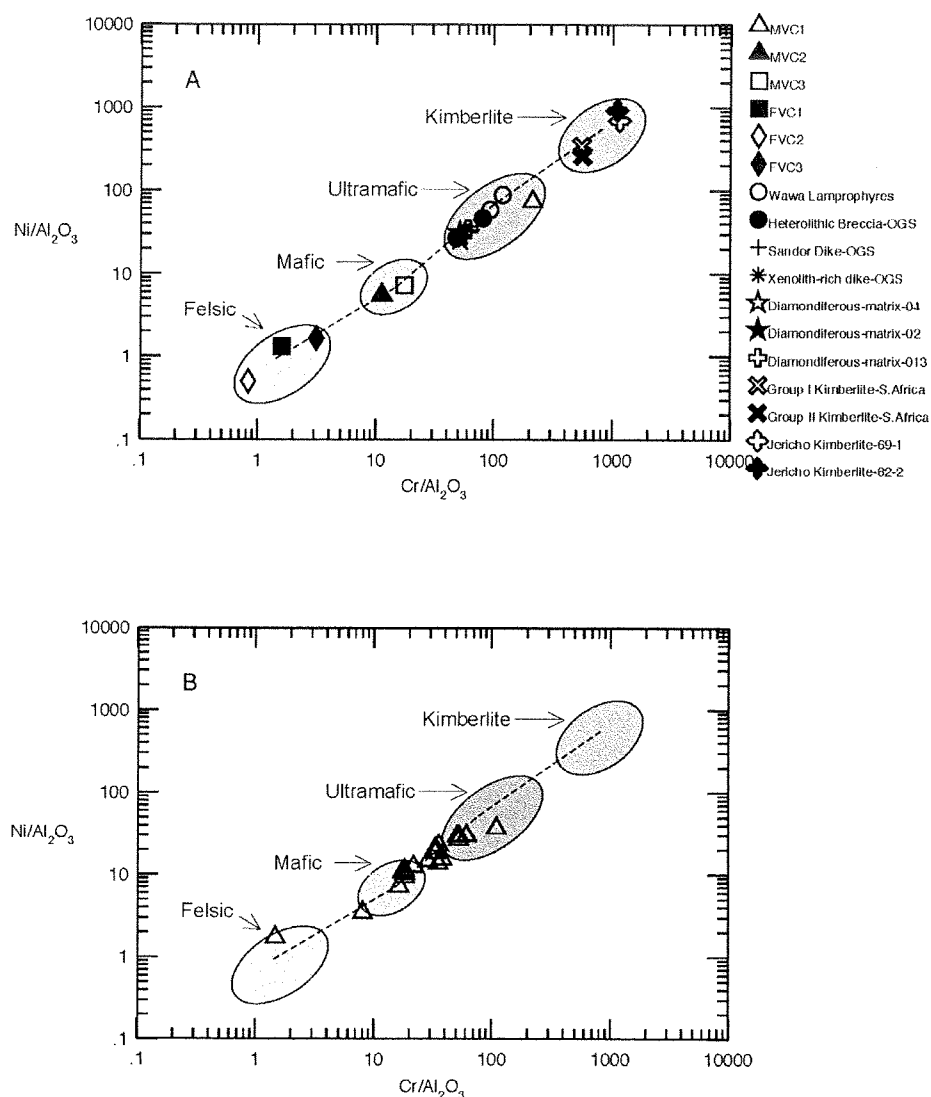 10000
1000
100
10
1
.1
Ni/Al₂O₃
A
Kimberlite
Ultramafic
Mafic
Felsic
.1 1 10 100 1000 10000
Cr/Al₂O₃
MVC1
MVC2
MVC3
FVC1
FVC2
FVC3
Wawa Lamprophyres
Heterolithic Breccia-OGS
Sandor Dike-OGS
Xenolith-rich dike-OGS
Diamondiferous-matrix-04
Diamondiferous-matrix-02
Diamondiferous-matrix-013
Group I Kimberlite-S.Africa
Group II Kimberlite-S.Africa
Jericho Kimberlite-69-1
Jericho Kimberlite-62-2
10000
1000
100
10
1
.1
Ni/Al₂O₃
B
Kimberlite
Ultramafic
Mafic
Felsic
.1 1 10 100 1000 10000
Cr/Al₂O₃